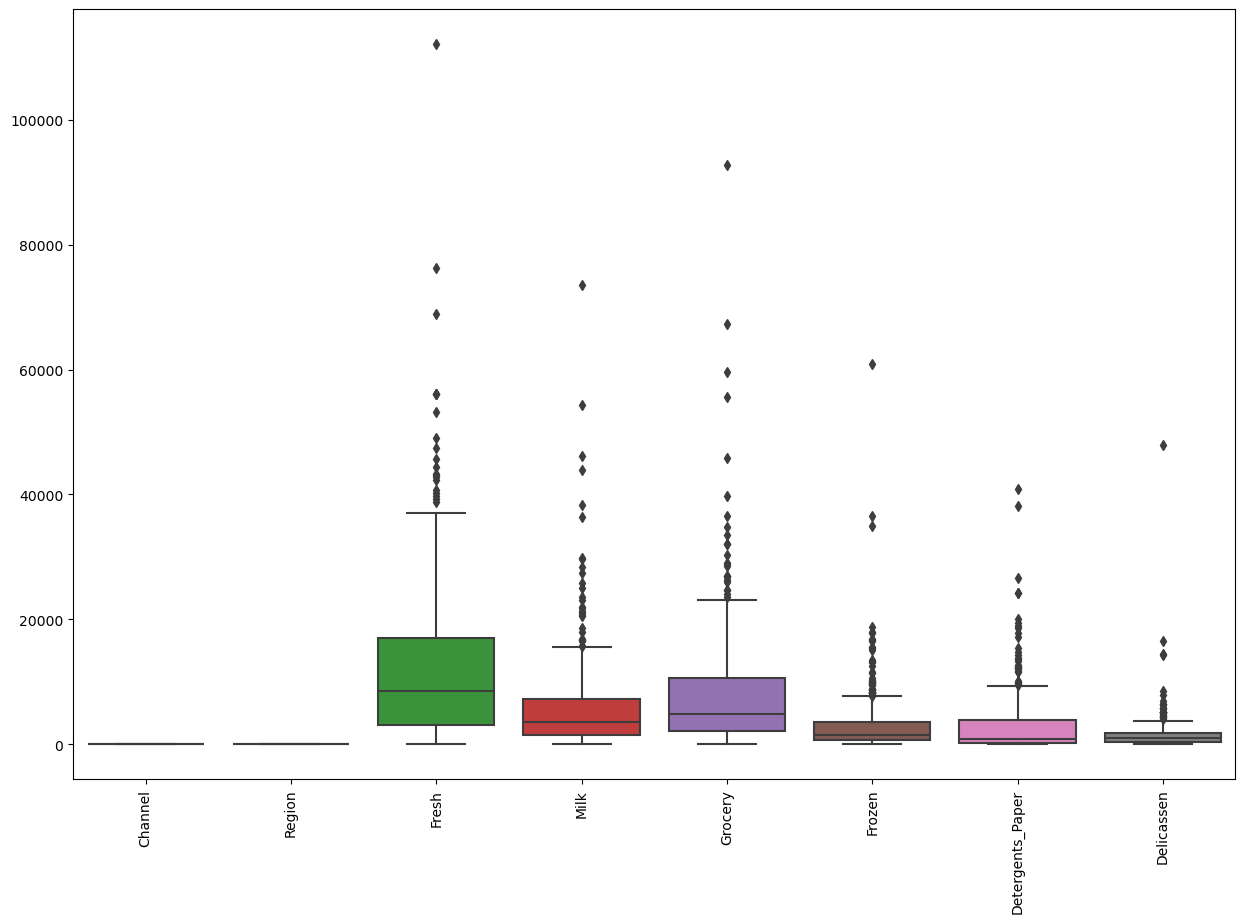 100000
80000
60000
40000
20000
0
Channel
Region
Fresh
Milk
Grocery
Frozen
Detergents_Paper
Delicassen